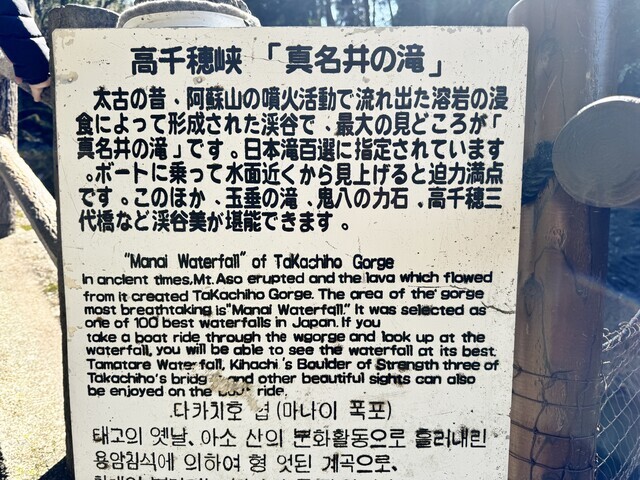 高千穂峡 「真名井の滝」
太古の昔、阿蘇山の噴火活動で流れ出た溶岩の浸
食によって形成された渓谷で、最大の見どころが「
真名井の滝」です。日本滝百選に指定されています
。ボートに乗って水面近くから見上げると迫力満点
です。このほか、玉垂の滝、鬼八の力石、高千穂三
代橋など渓谷美が堪能できます。
"Manai Waterfall" of TaKachiho Gorge
In ancient times,Mt.Aso erupted and the lava which flowed
from it created TaKachiho Gorge. The area of the gorge
most breathtaking is"Manai Waterfall." It was selected as
one of 100 best waterfalls in Japan. If you
take a boat ride through the wgorge and look up at the
waterfall, you will be able to see the waterfall at its best.
Tamatare Waterfall, Kihachi's Boulder of Strength three of
Takachiho's and other beautiful sights can also
be enjoyed on the ride.
다카치호 협 (마나이 폭포)
태고의 옛날, 아소 산의 분화활동으로 흘러내린
용암침식에 의하여 형 엇된 계곡으로,